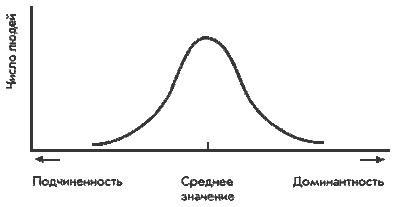 Число людей
Подчиненность
Среднее
значение
Доминантность